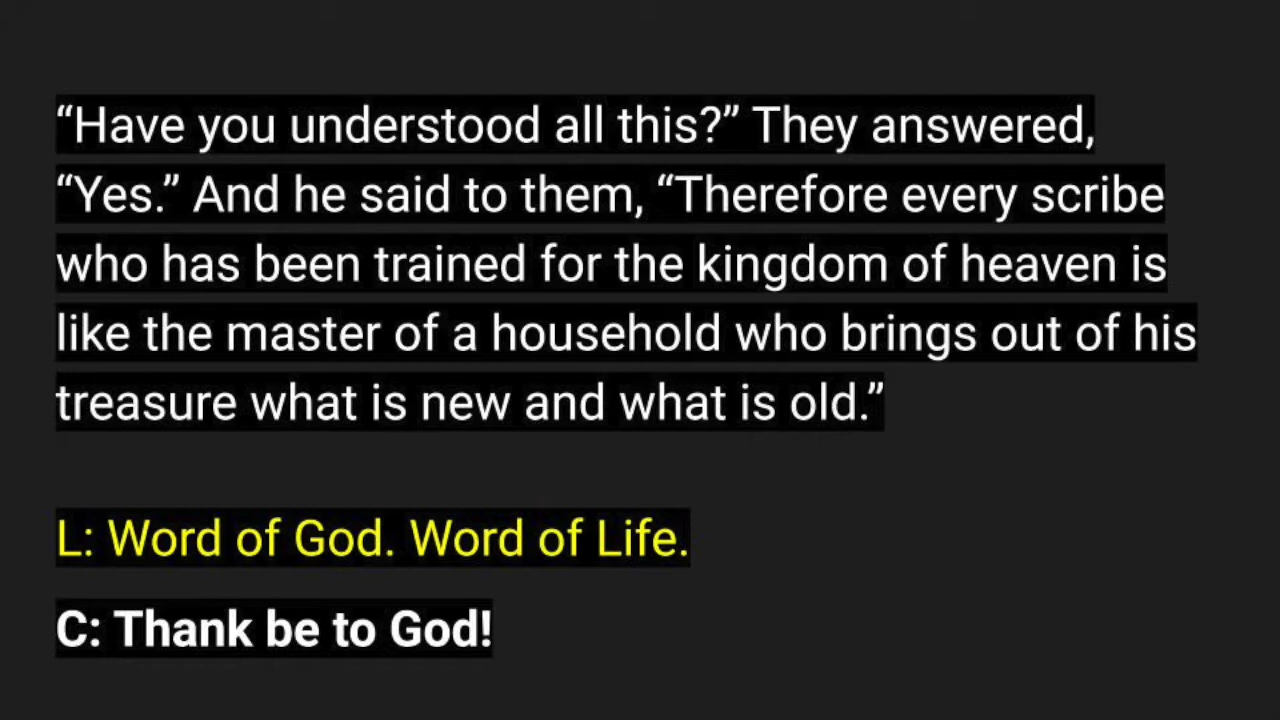 “Have you understood all this?” They answered,
“Yes.” And he said to them, “Therefore every scribe
who has been trained for the kingdom of heaven is
like the master of a household who brings out of his
treasure what is new and what is old.”
L: Word of God. Word of Life.
C: Thank be to God!